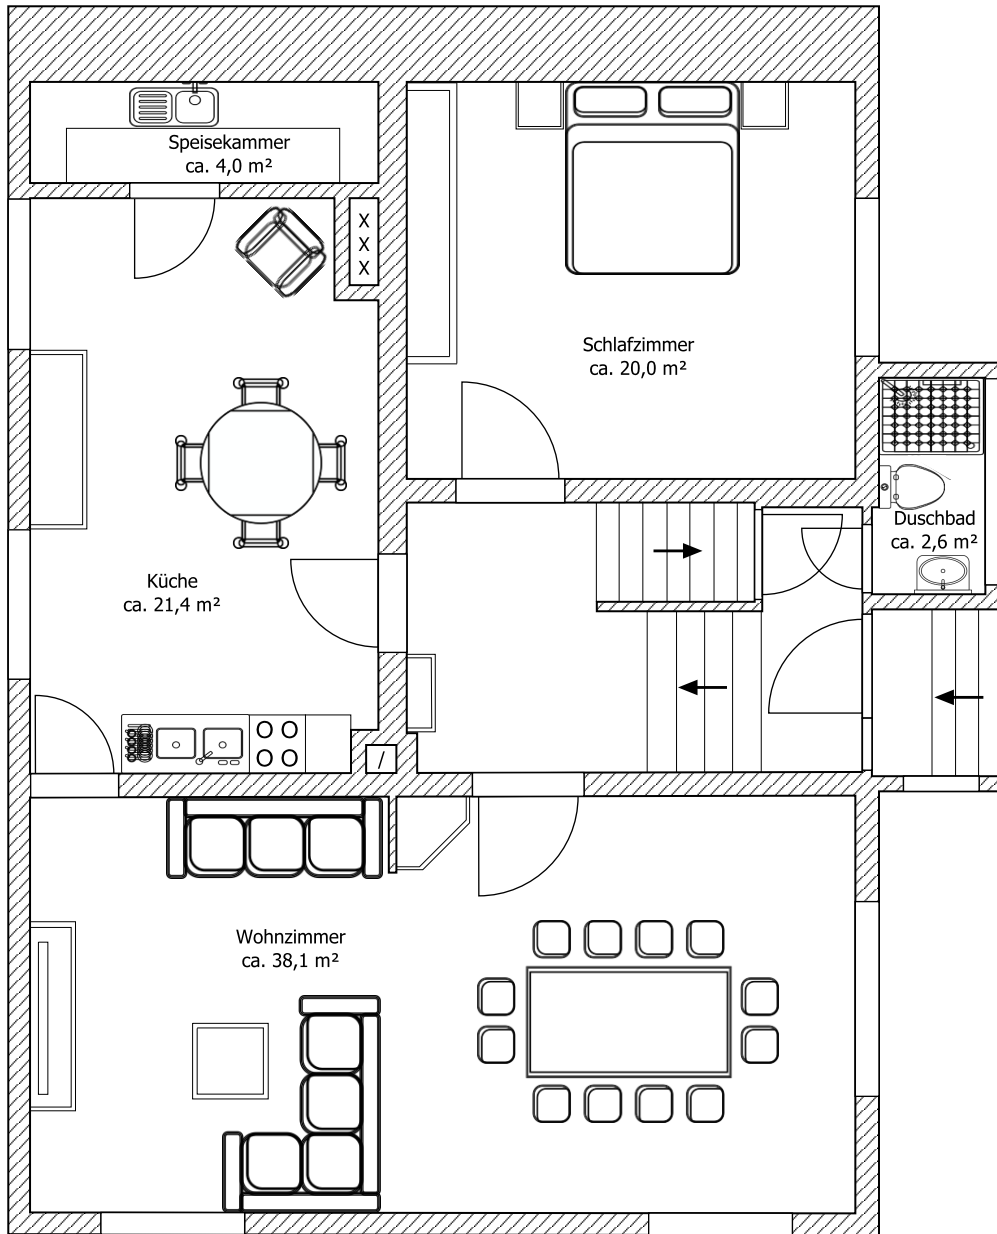 Speisekammer
ca. 4,0 m²
X
X
X
Schlafzimmer
ca. 20,0 m²
Duschbad
ca. 2,6 m²
Küche
ca. 21,4 m²
/
Wohnzimmer
ca. 38,1 m²